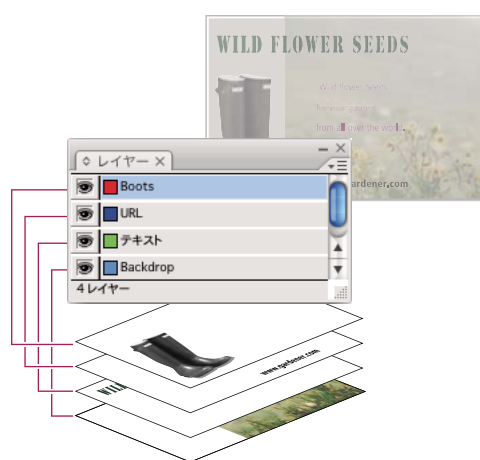 WILD FLOWER SEEDS
Wild flower seeds
from all over the world.
ardener,com
レイヤー
Boots
URL
テキスト
Backdrop
4 レイヤー
www.gardener.com
WILD